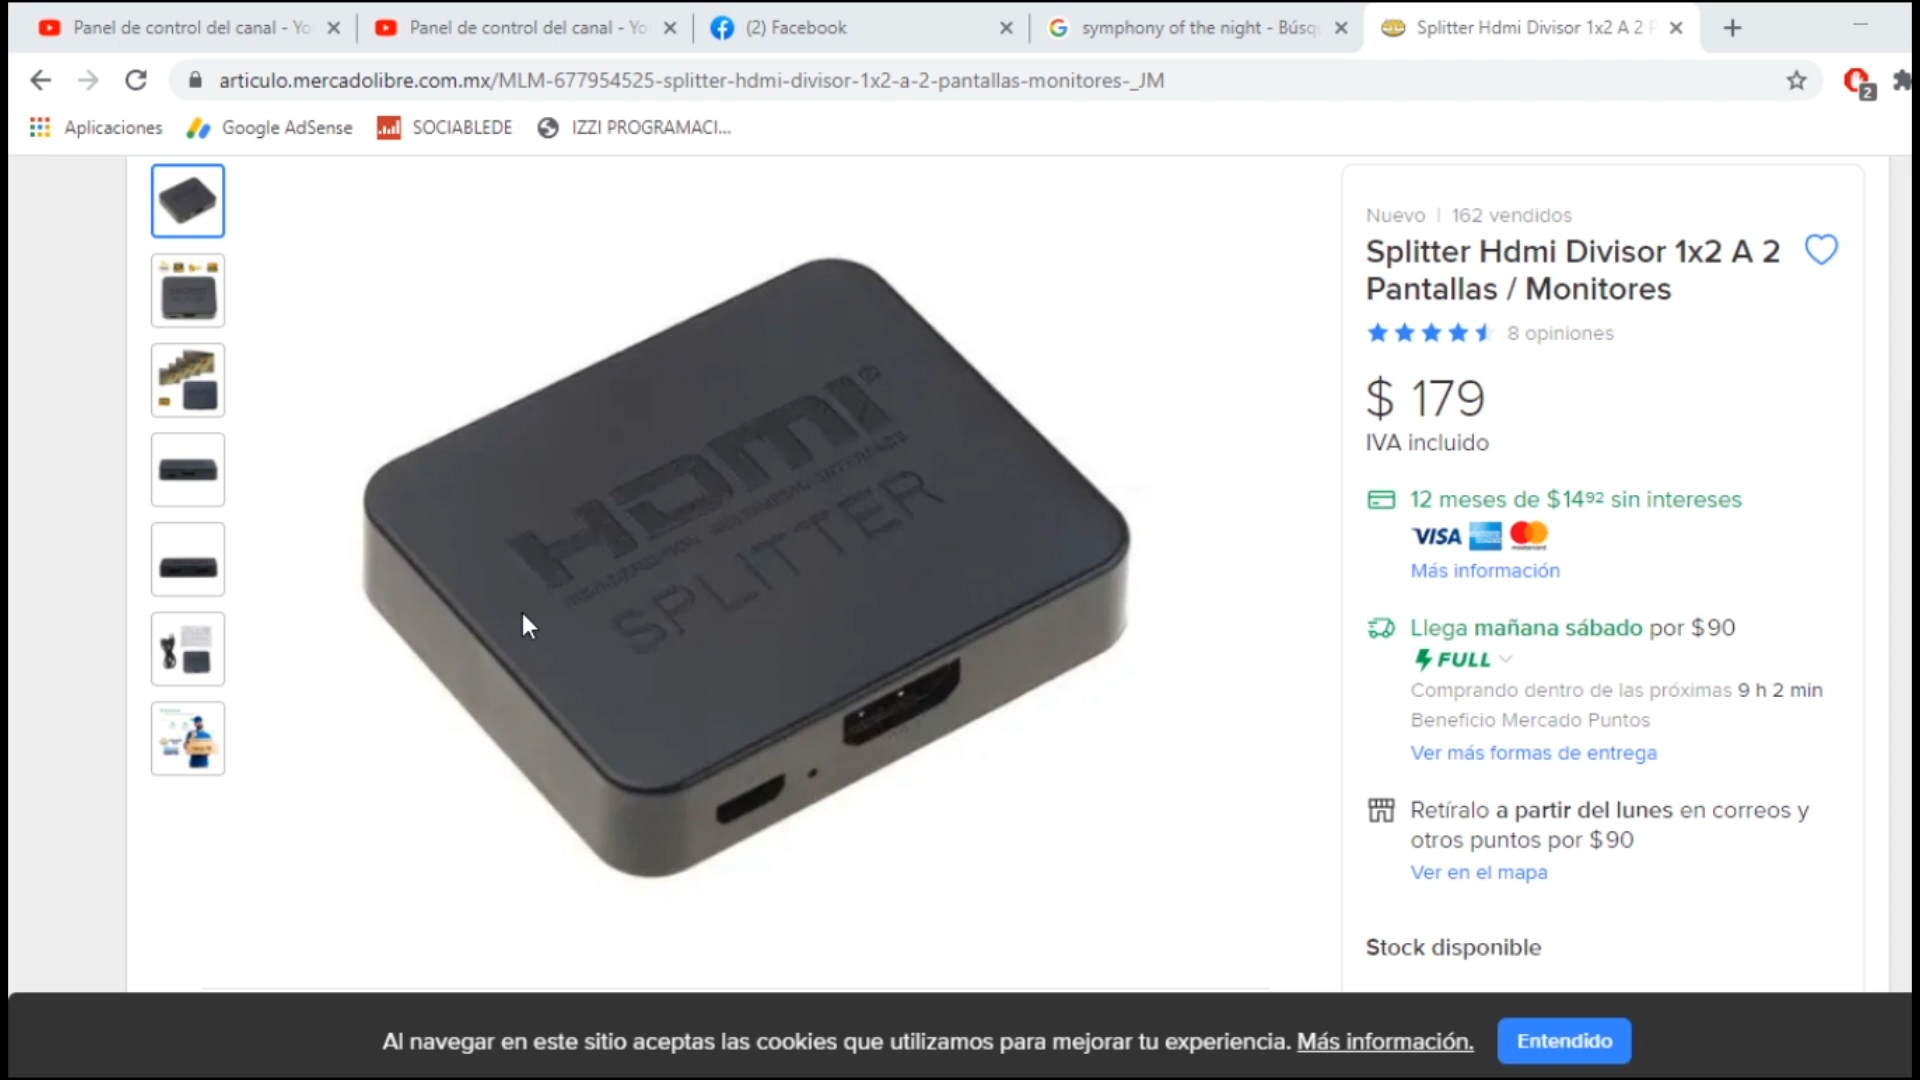 Panel de control del canal - Yo
Panel de control del canal - Yo
(2) Facebook
symphony of the night - Búsq
Splitter Hdmi Divisor 1x2 A 2 P
articulo.mercadolibre.com.mx/MLM-677954525-splitter-hdmi-divisor-1x2-a-2-pantallas-monitores-_JM
2
Aplicaciones
Google AdSense
SOCIABLEDE
IZZI PROGRAMACI...
HDMI
HIGH-DEFINITION MULTIMEDIA INTERFACE
SPLITTER
Nuevo | 162 vendidos
Splitter Hdmi Divisor 1x2 A 2
Pantallas / Monitores
8 opiniones
$ 179
IVA incluido
12 meses de $14⁹² sin intereses
VISA
Más información
Llega mañana sábado por $ 90
FULL
Comprando dentro de las próximas 9 h 2 min
Beneficio Mercado Puntos
Ver más formas de entrega
Retíralo a partir del lunes en correos y
otros puntos por $ 90
Ver en el mapa
Stock disponible
Al navegar en este sitio aceptas las cookies que utilizamos para mejorar tu experiencia. Más información.
Entendido